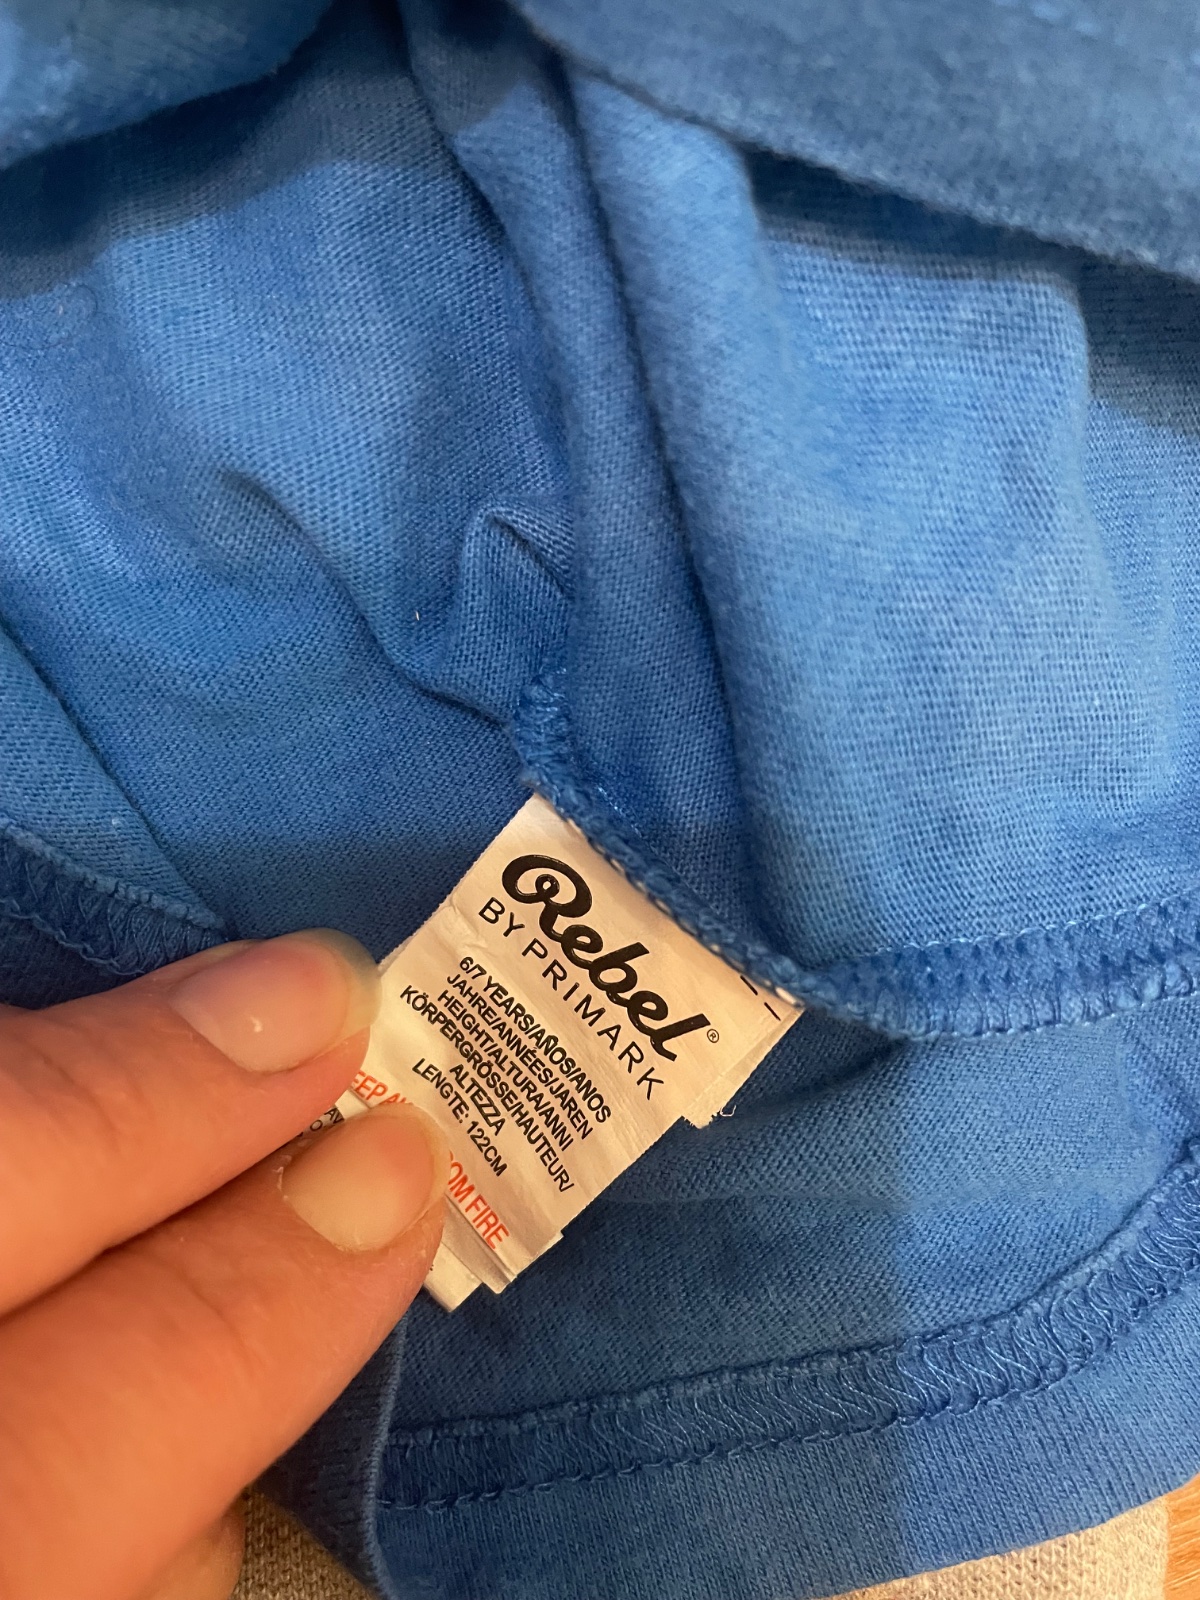 Rebel®
BY PRIMARK
6/7 YEARS/AÑOS/ANOS
JAHRE/ANNÉES/JAREN
HEIGHT/ALTURA/ANNI
KÖRPERGRÖSSE/HAUTEUR/
ALTEZZA
LENGTE: 122CM
FIRE